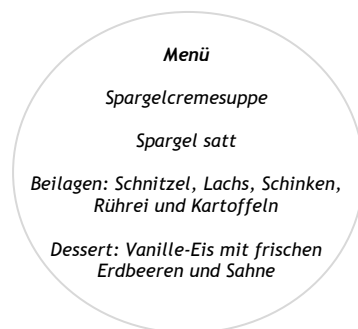 Menü
Spargelcremesuppe
Spargel satt
Beilagen: Schnitzel, Lachs, Schinken,
Rührei und Kartoffeln
Dessert: Vanille-Eis mit frischen
Erdbeeren und Sahne